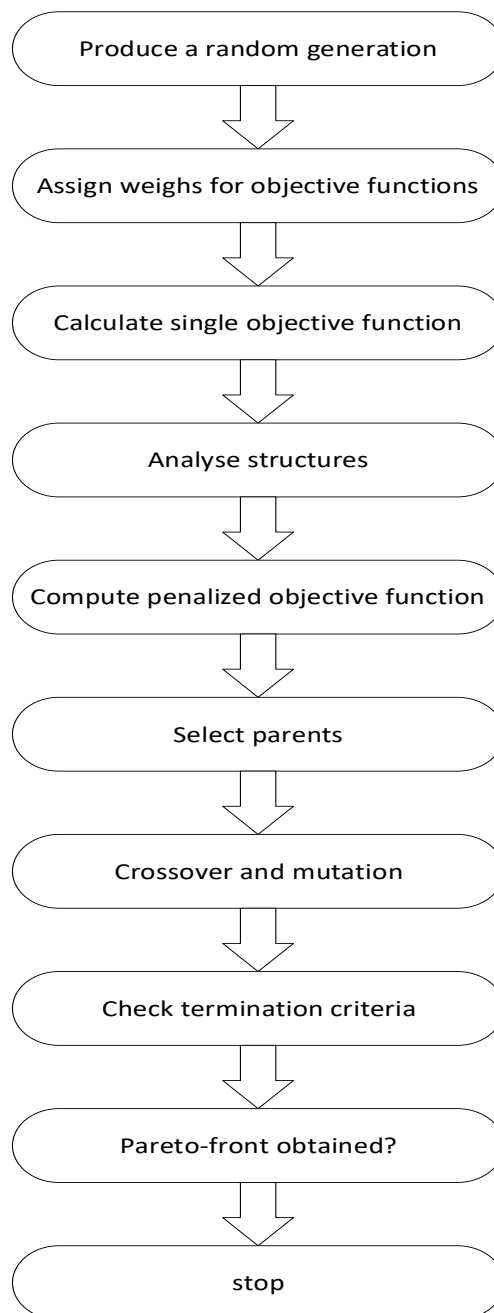 Produce a random generation
Assign weighs for objective functions
Calculate single objective function
Analyse structures
Compute penalized objective function
Select parents
Crossover and mutation
Check termination criteria
Pareto-front obtained?
stop